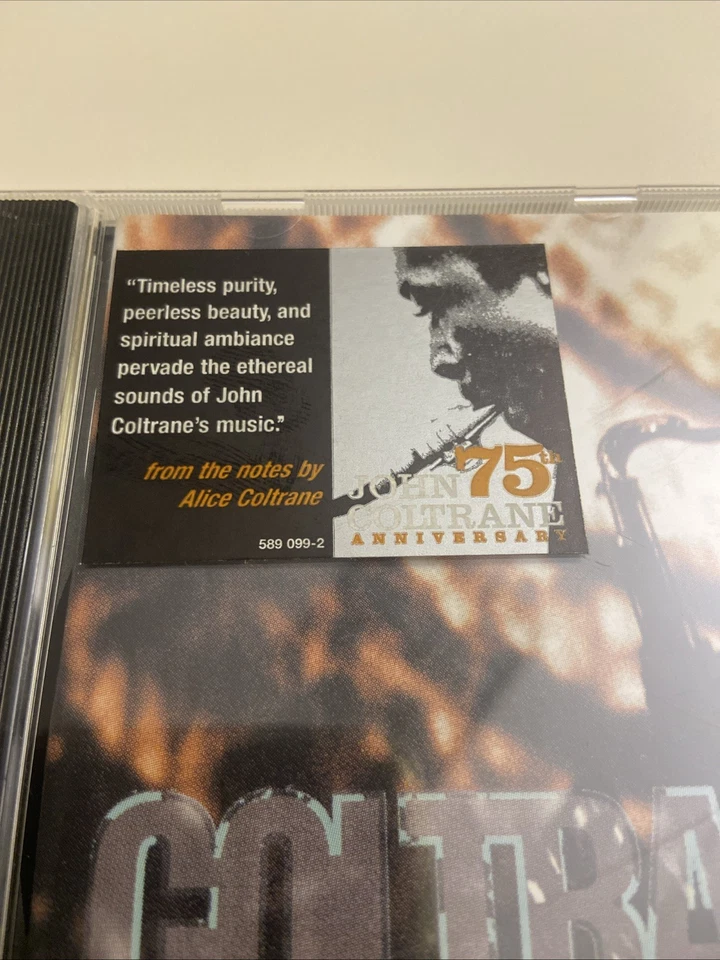 “Timeless purity,
peerless beauty, and
spiritual ambiance
pervade the ethereal
sounds of John
Coltrane's music.”
from the notes by
Alice Coltrane
589 099-2
JOHN 75th
COLTRANE
ANNIVERSARY
COLTRA